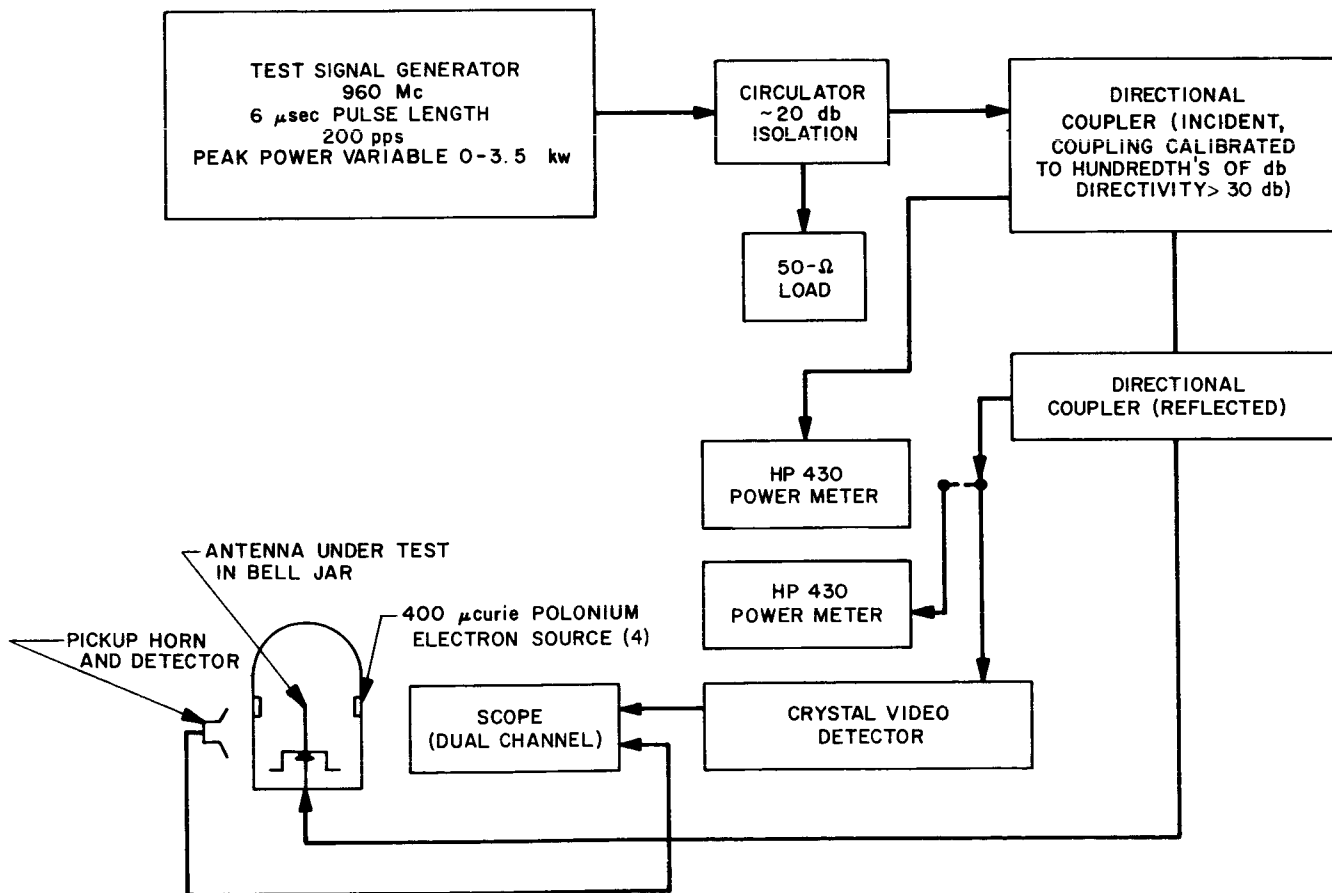 TEST SIGNAL GENERATOR
960 Mc
6 μsec PULSE LENGTH
200 pps
PEAK POWER VARIABLE 0-3.5 kw
CIRCULATOR
~20 db
ISOLATION
DIRECTIONAL
COUPLER (INCIDENT,
COUPLING CALIBRATED
TO HUNDREDTH'S OF db
DIRECTIVITY> 30 db)
50-Ω
LOAD
DIRECTIONAL
COUPLER (REFLECTED)
HP 430
POWER METER
ANTENNA UNDER TEST
IN BELL JAR
HP 430
POWER METER
400 μcurie POLONIUM
ELECTRON SOURCE (4)
PICKUP HORN
AND DETECTOR
SCOPE
(DUAL CHANNEL)
CRYSTAL VIDEO
DETECTOR